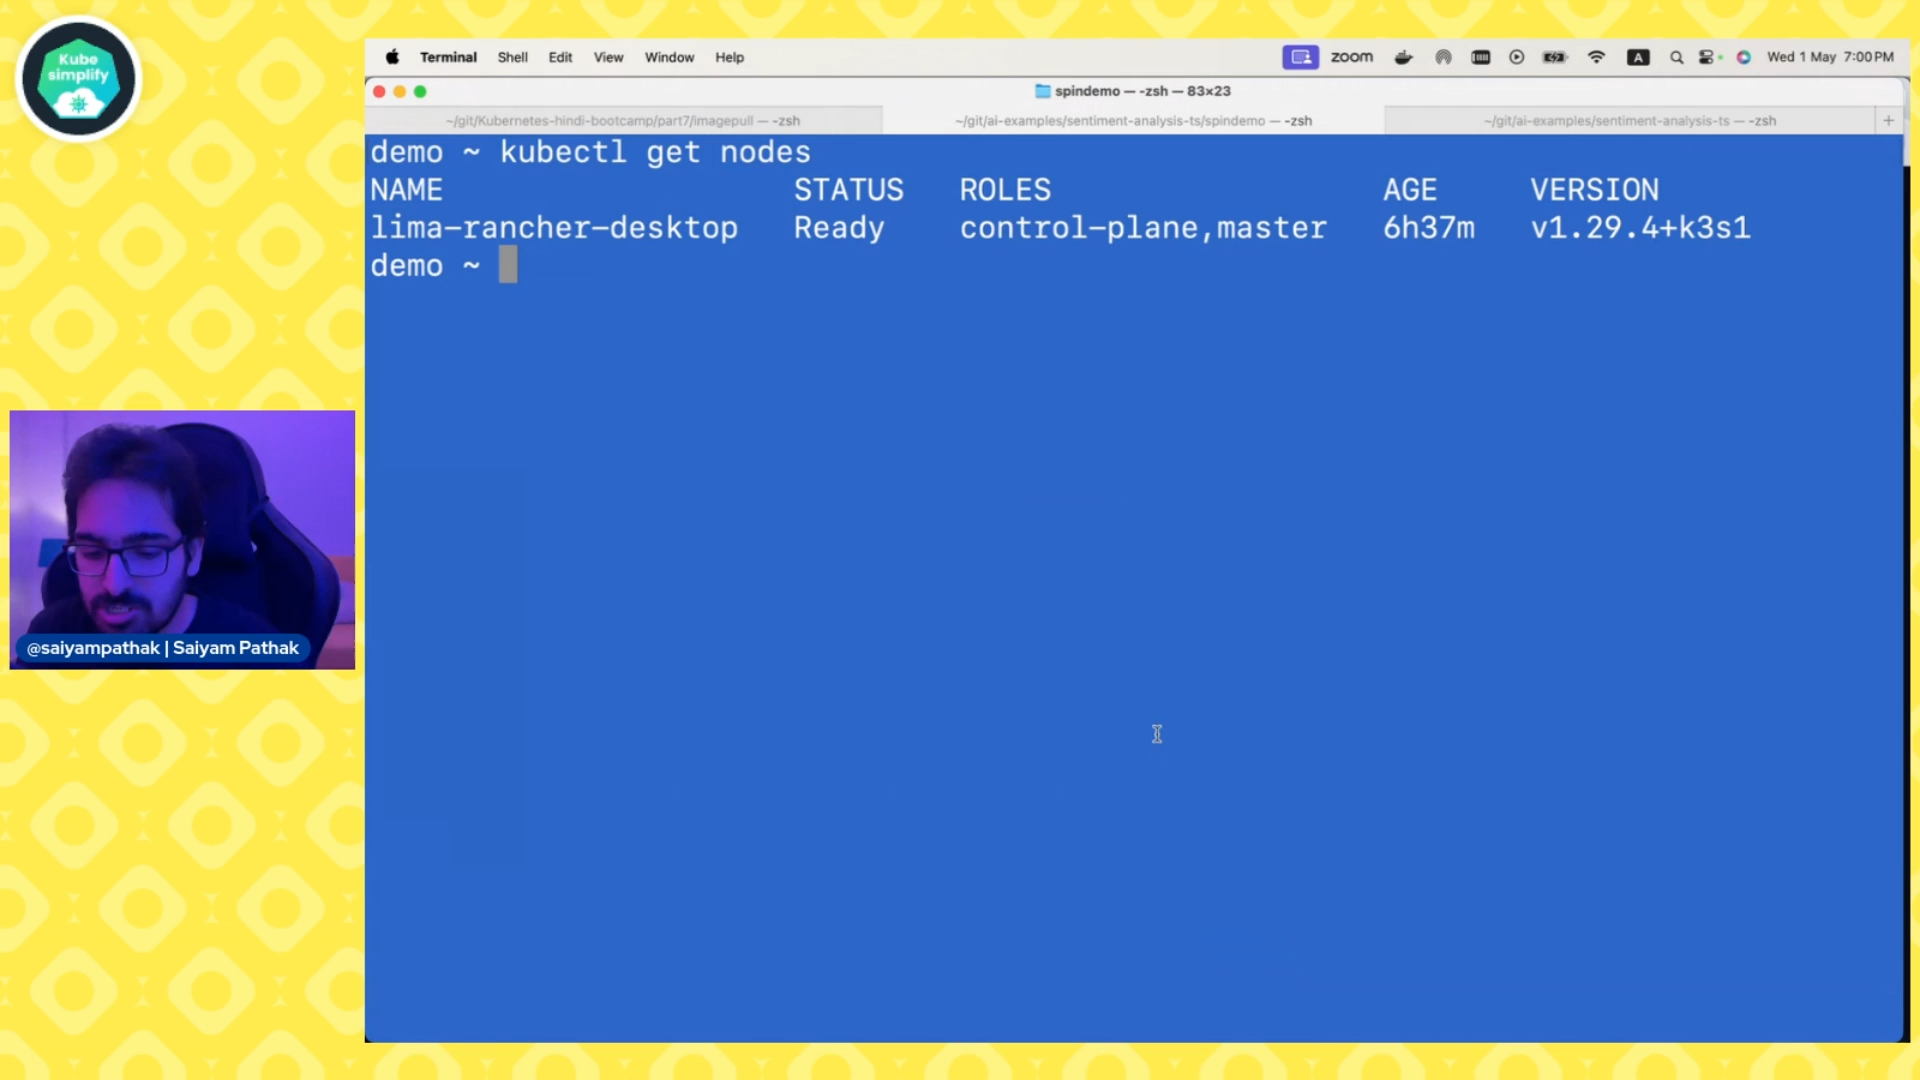 Kube
simplify
Terminal Shell Edit View Window Help
zoom A Wed 1 May 7:00 PM
spindemo — -zsh — 83×23
~/git/Kubernetes-hindi-bootcamp/part7/imagepull — -zsh
~/git/ai-examples/sentiment-analysis-ts/spindemo — -zsh
~/git/ai-examples/sentiment-analysis-ts — -zsh
+
demo ~ kubectl get nodes
NAME STATUS ROLES AGE VERSION
lima-rancher-desktop Ready control-plane,master 6h37m v1.29.4+k3s1
demo ~
@saiyampathak | Saiyam Pathak